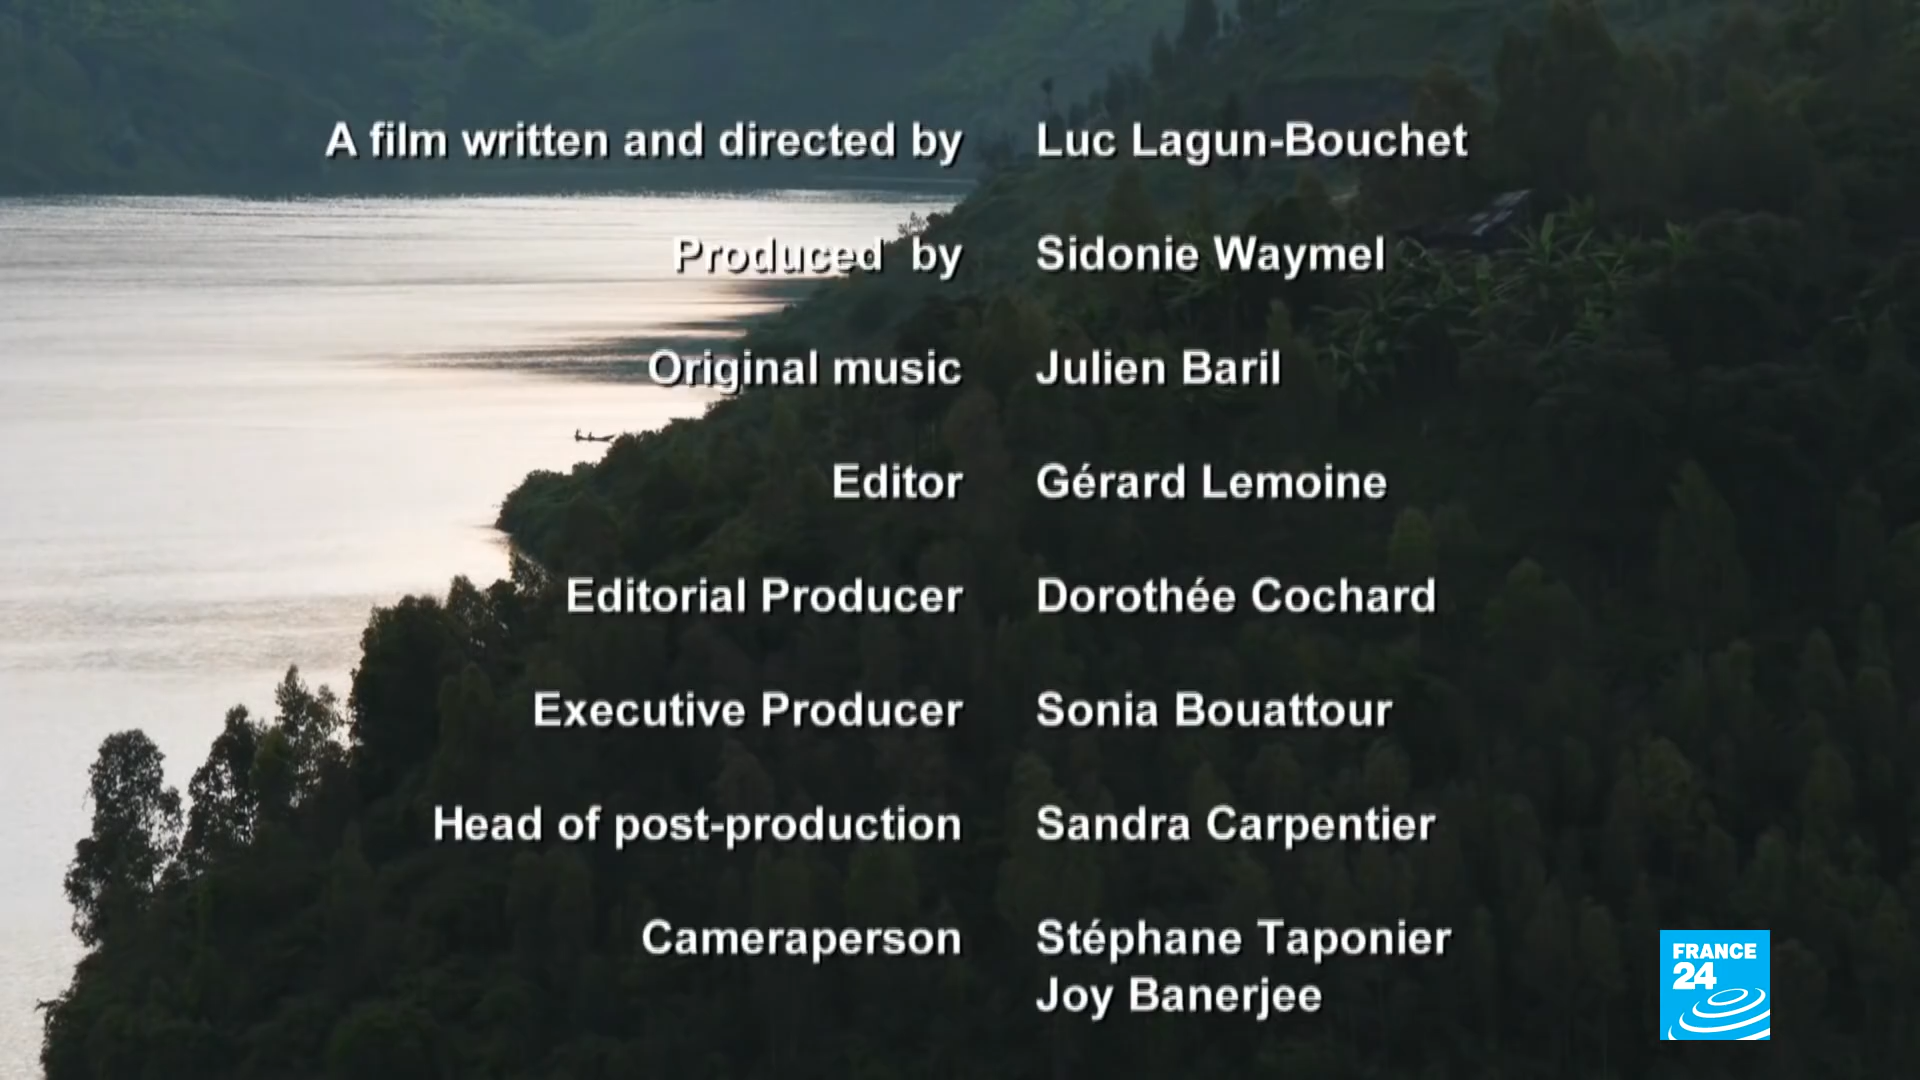 A film written and directed by Luc Lagun-Bouchet
Produced by Sidonie Waymel
Original music Julien Baril
Editor Gérard Lemoine
Editorial Producer Dorothée Cochard
Executive Producer Sonia Bouattour
Head of post-production Sandra Carpentier
Cameraperson Stéphane Taponier
Joy Banerjee
FRANCE
24